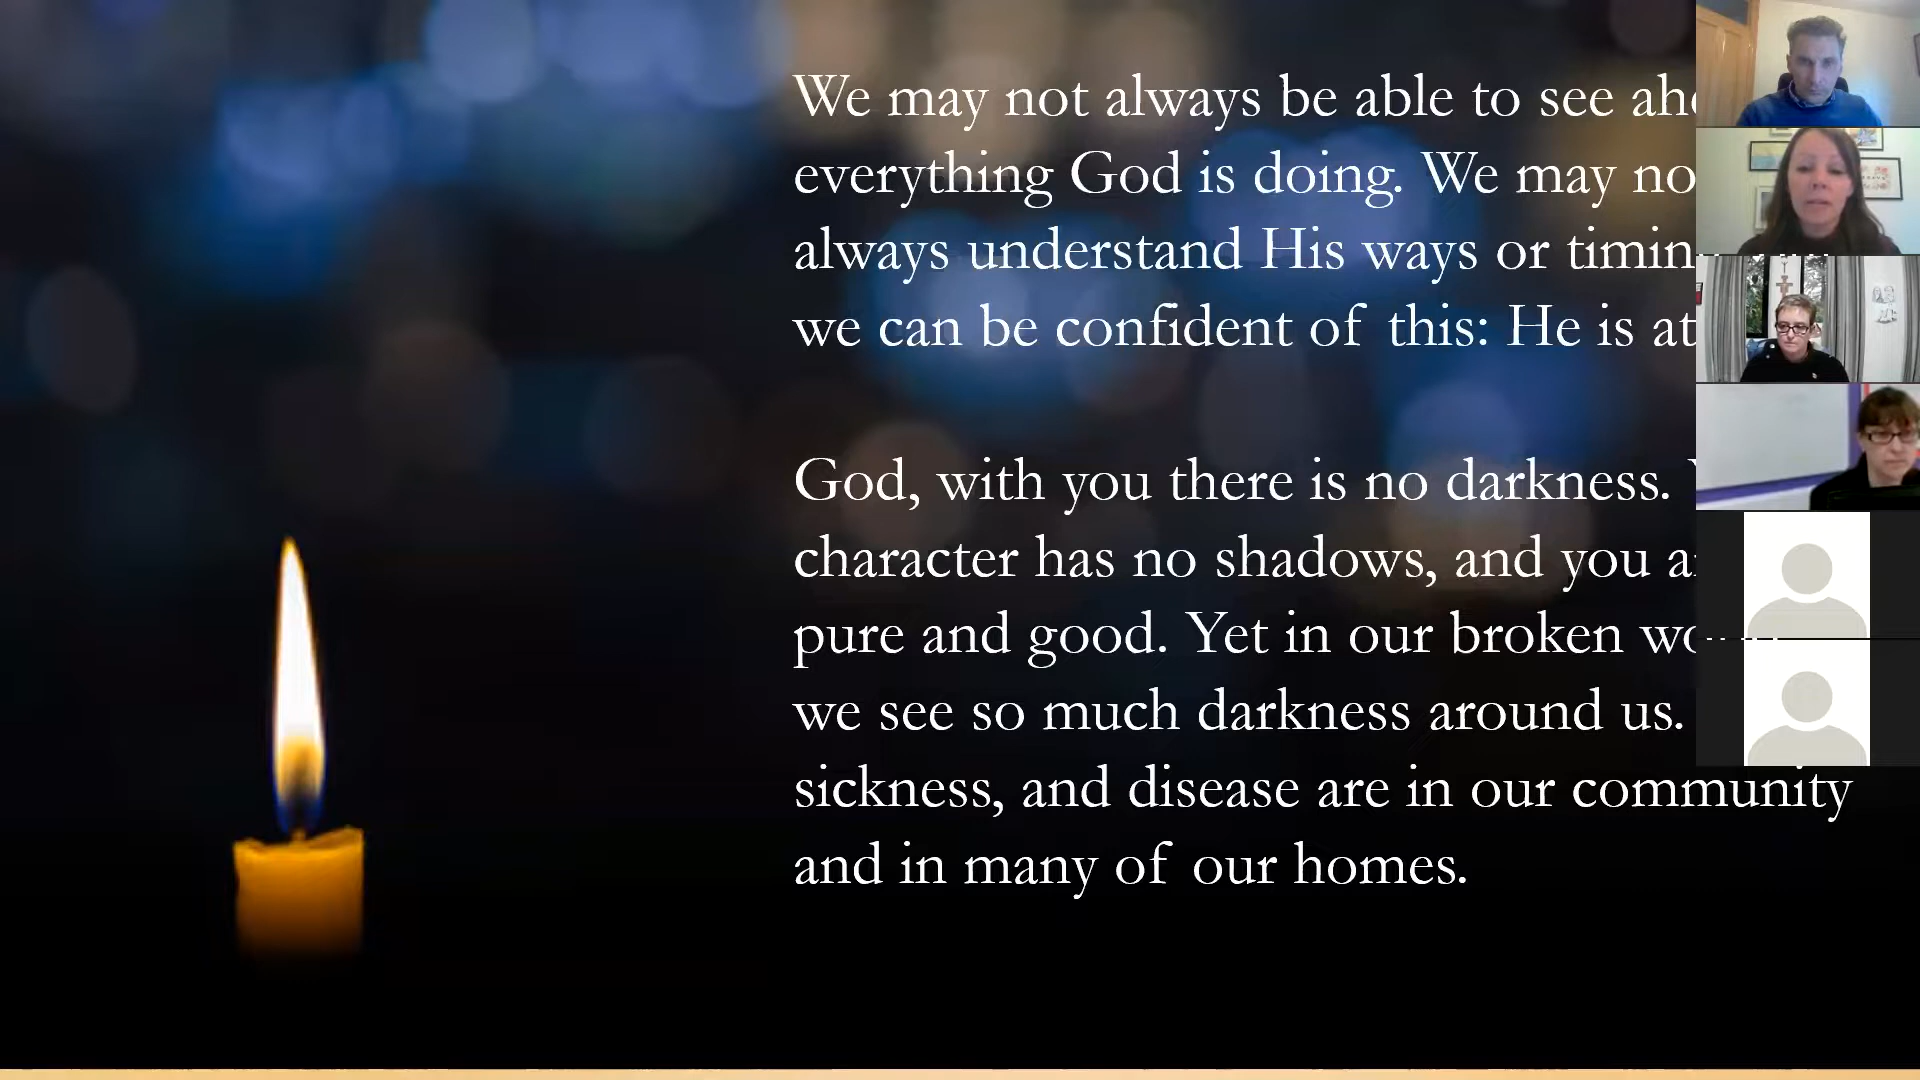 We may not always be able to see
everything God is doing. We may
always understand His ways or
we can be confident of this: He is at
God, with you there is no darkness.
character has no shadows, and you
pure and good. Yet in our broken
we see so much darkness around us.
sickness, and disease are in our community
and in many of our homes.